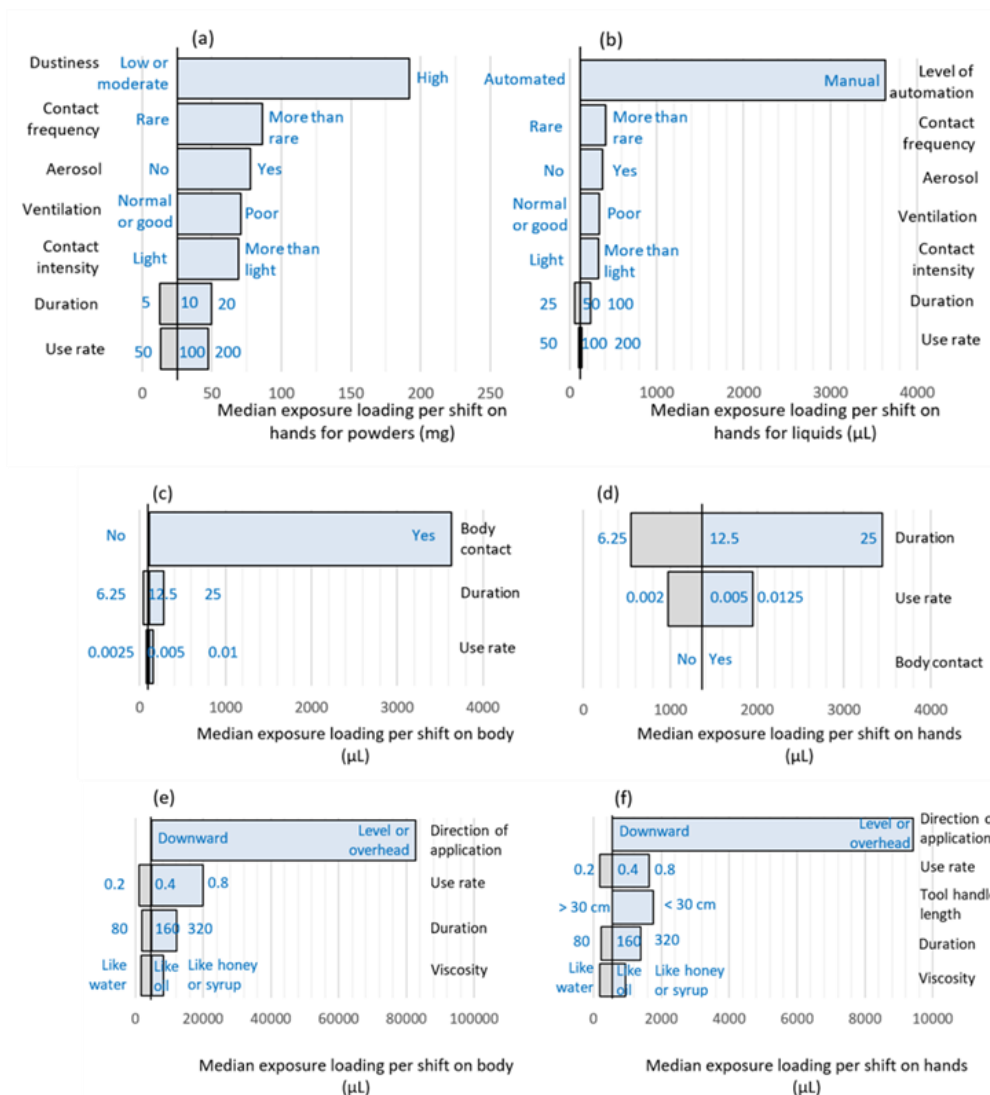 (a)
Dustiness
Low or
moderate
High
Contact
frequency
Rare
More than
rare
Aerosol
No
Yes
Ventilation
Normal
or good
Poor
Contact
intensity
Light
More than
light
Duration
5
10
20
Use rate
50
100
200
0
50
100
150
200
250
Median exposure loading per shift on
hands for powders (mg)
(b)
Automated
Manual
Level of
automation
Rare
More than
rare
Contact
frequency
No
Yes
Aerosol
Normal
or good
Poor
Ventilation
Light
More than
light
Contact
intensity
25
50
100
Duration
50
100
200
Use rate
0
1000
2000
3000
4000
Median exposure loading per shift on
hands for liquids (µL)
(c)
No
Yes
Body
contact
6.25
12.5
25
Duration
0.0025
0.005
0.01
Use rate
0
1000
2000
3000
4000
Median exposure loading per shift on body
(µL)
(d)
6.25
12.5
25
Duration
0.002
0.005
0.0125
Use rate
No
Yes
Body contact
0
1000
2000
3000
4000
Median exposure loading per shift on hands
(µL)
(e)
Downward
Level or
overhead
Direction of
application
0.2
0.4
0.8
Use rate
80
160
320
Duration
Like
water
Like
oil
Like honey
or syrup
Viscosity
0
20000
40000
60000
80000
100000
Median exposure loading per shift on body
(µL)
(f)
Downward
Level or
overhead
Direction o
application
0.2
0.4
0.8
Use rate
> 30 cm
< 30 cm
Tool handle
length
80
160
320
Duration
Like
water
Like
oil
Like honey
or syrup
Viscosity
0
2000
4000
6000
8000
10000
Median exposure loading per shift on hands
(µL)